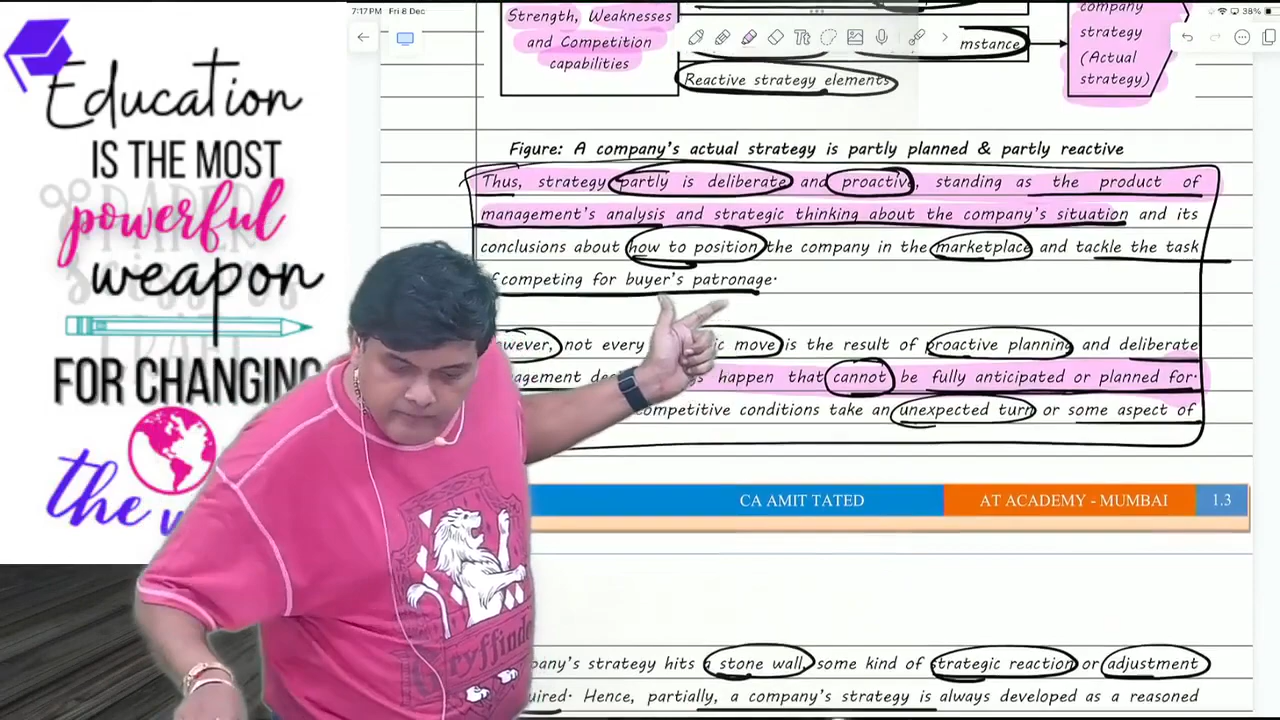 7:17PM Fri 8 Dec
38%
Education
IS THE MOST
powerful
weapon
FOR CHANGING
the
Strength, Weaknesses
and Competition
capabilities
mstance
Reactive strategy elements
company
strategy
(Actual
strategy)
Figure: A company's actual strategy is partly planned & partly reactive
Thus, strategy partly is deliberate and proactive, standing as the product of
management's analysis and strategic thinking about the company's situation and its
conclusions about how to position the company in the marketplace and tackle the task
f competing for buyer's patronage.
owever, not every ic move is the result of proactive planning and deliberate
s happen that cannot be fully anticipated or planned for.
competitive conditions take an unexpected turn or some aspect of
CA AMIT TATED AT ACADEMY - MUMBAI 1.3
pany's strategy hits a stone wall, some kind of strategic reaction or adjustment
uired. Hence, partially, a company's strategy is always developed as a reasoned
Gryffindo